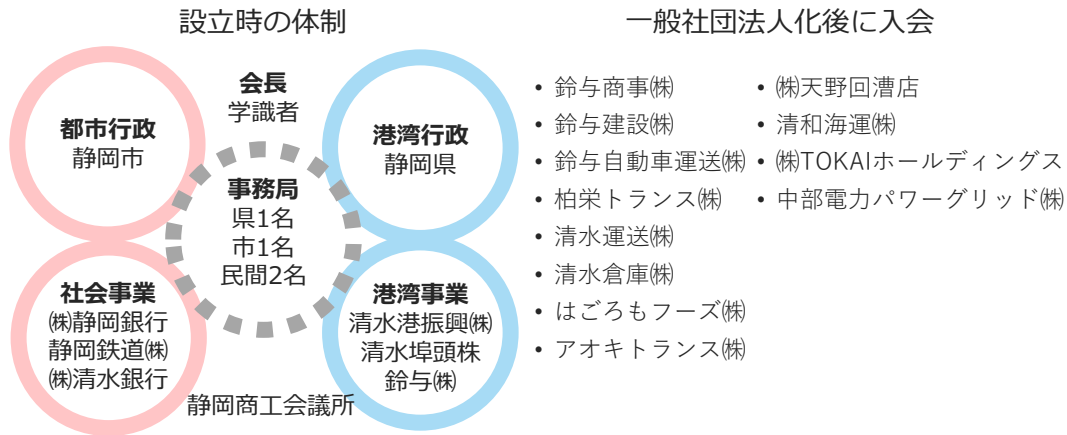 設立時の体制
会長
学識者
都市行政
静岡市
港湾行政
静岡県
事務局
県1名
市1名
民間2名
社会事業
㈱静岡銀行
静岡鉄道㈱
㈱清水銀行
港湾事業
清水港振興㈱
清水埠頭株
鈴与㈱
静岡商工会議所
一般社団法人化後に入会
• 鈴与商事㈱
• 鈴与建設㈱
• 鈴与自動車運送㈱
• 柏栄トランス㈱
• 清水運送㈱
• 清水倉庫㈱
• はごろもフーズ㈱
• アオキトランス㈱
• ㈱天野回漕店
• 清和海運㈱
• ㈱TOKAIホールディングス
• 中部電力パワーグリッド㈱